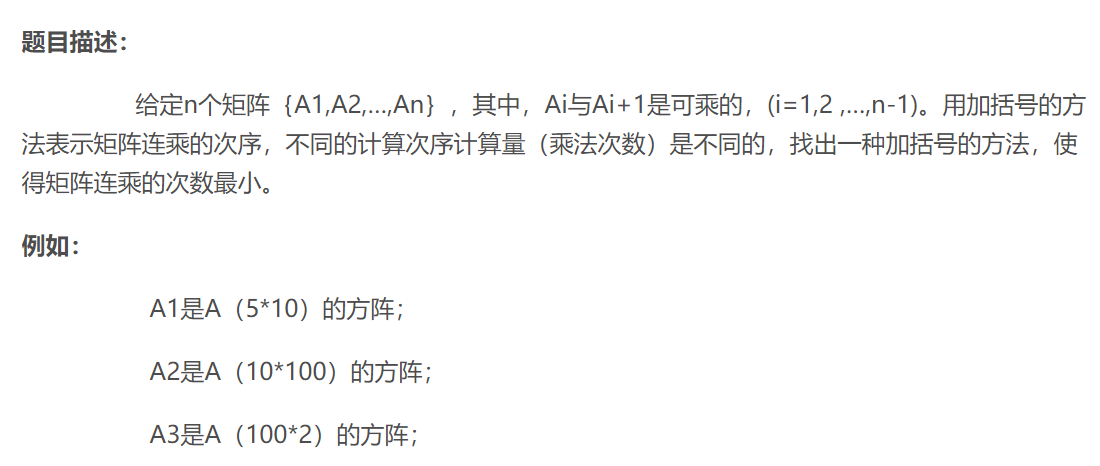 题目描述：
给定n个矩阵｛A1,A2,...,An｝，其中，Ai与Ai+1是可乘的，(i=1,2 ,...,n-1)。用加括号的方
法表示矩阵连乘的次序，不同的计算次序计算量（乘法次数）是不同的，找出一种加括号的方法，使
得矩阵连乘的次数最小。
例如：
A1是A（5*10）的方阵；
A2是A（10*100）的方阵；
A3是A（100*2）的方阵；